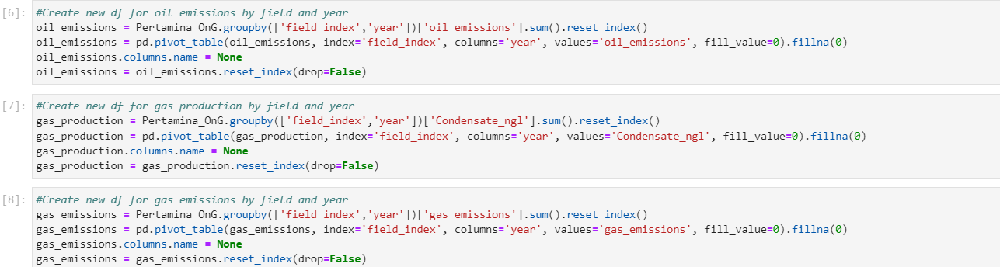 [6]: #Create new df for oil emissions by field and year
oil_emissions = Pertamina_OnG.groupby(['field_index','year'])['oil_emissions'].sum().reset_index()
oil_emissions = pd.pivot_table(oil_emissions, index='field_index', columns='year', values='oil_emissions', fill_value=0).fillna(0)
oil_emissions.columns.name = None
oil_emissions = oil_emissions.reset_index(drop=False)
[7]: #Create new df for gas production by field and year
gas_production = Pertamina_OnG.groupby(['field_index','year'])['Condensate_ngl'].sum().reset_index()
gas_production = pd.pivot_table(gas_production, index='field_index', columns='year', values='Condensate_ngl', fill_value=0).fillna(0)
gas_production.columns.name = None
gas_production = gas_production.reset_index(drop=False)
[8]: #Create new df for gas emissions by field and year
gas_emissions = Pertamina_OnG.groupby(['field_index','year'])['gas_emissions'].sum().reset_index()
gas_emissions = pd.pivot_table(gas_emissions, index='field_index', columns='year', values='gas_emissions', fill_value=0).fillna(0)
gas_emissions.columns.name = None
gas_emissions = gas_emissions.reset_index(drop=False)